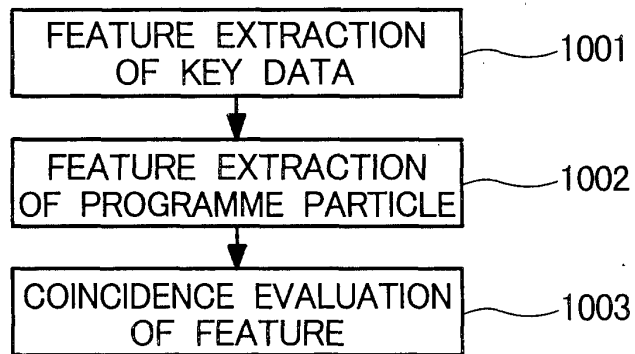 FEATURE EXTRACTION
OF KEY DATA
1001
FEATURE EXTRACTION
OF PROGRAMME PARTICLE
1002
COINCIDENCE EVALUATION
OF FEATURE
1003